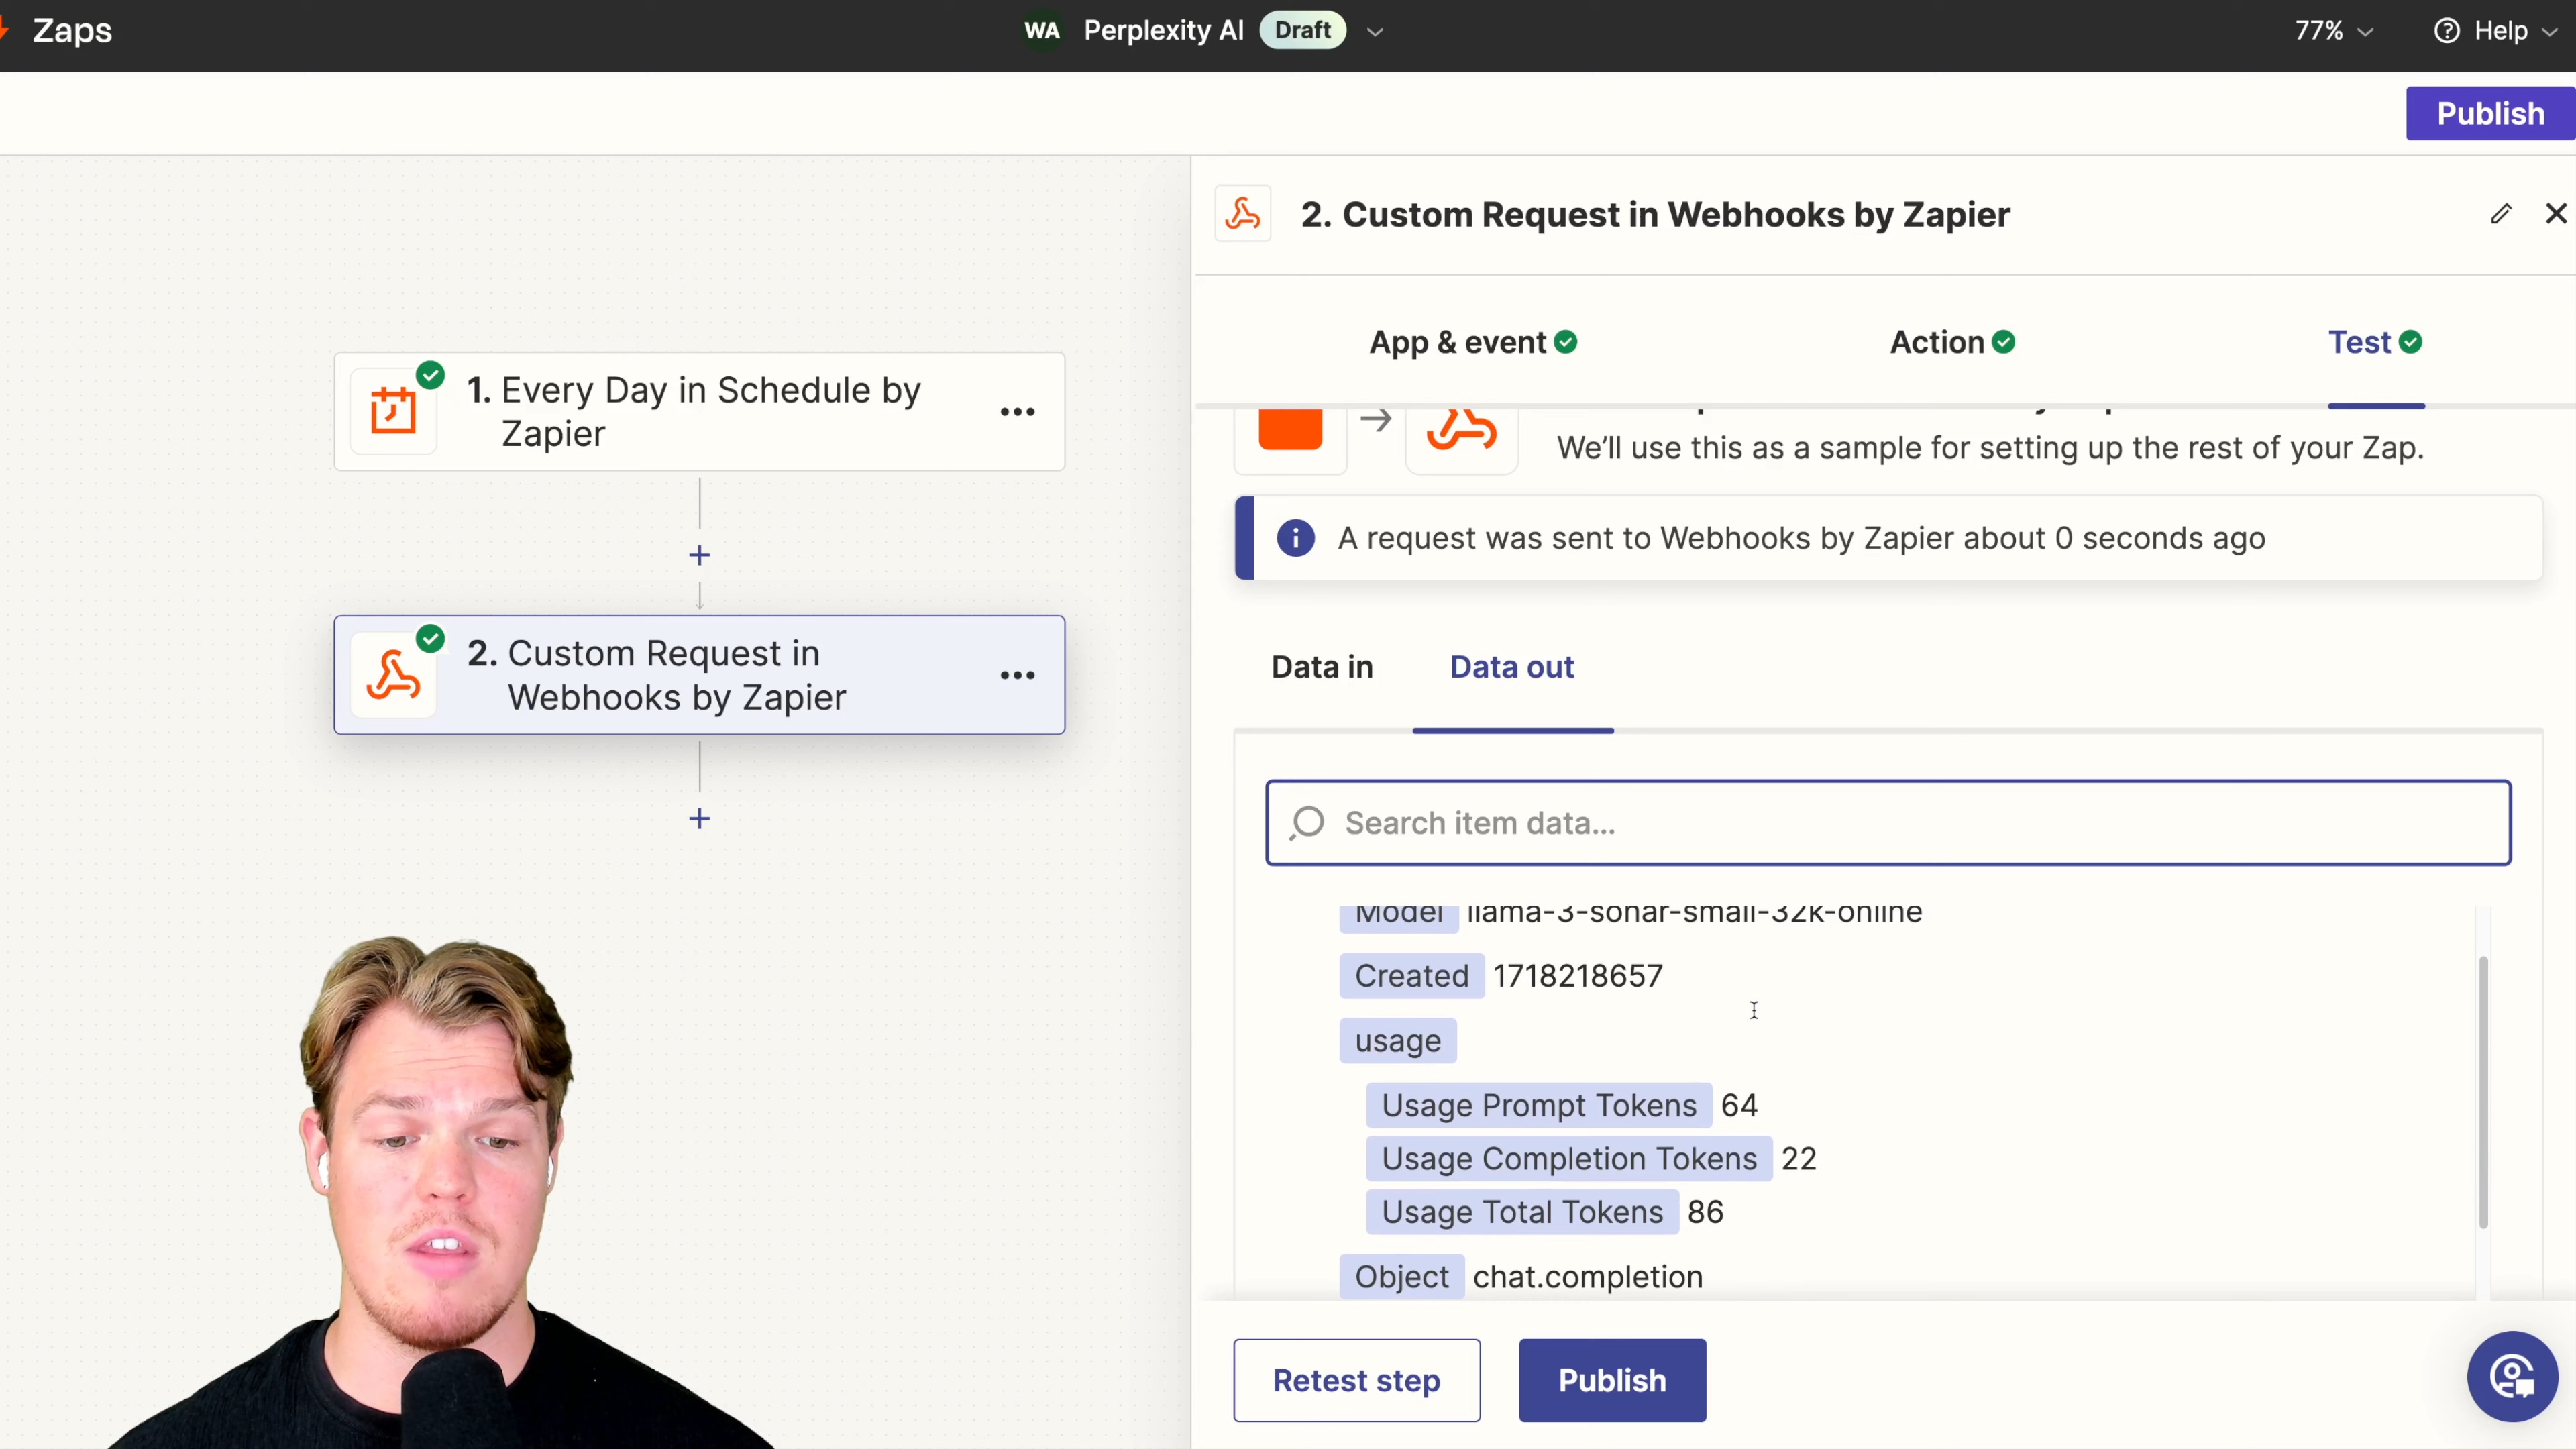 Zaps
WA Perplexity AI Draft
77%
Help
Publish
2. Custom Request in Webhooks by Zapier
App & event
Action
Test
1. Every Day in Schedule by
Zapier
We'll use this as a sample for setting up the rest of your Zap.
A request was sent to Webhooks by Zapier about 0 seconds ago
2. Custom Request in
Webhooks by Zapier
Data in
Data out
Search item data...
Model llama-3-sonar-small-32k-online
Created 1718218657
usage
Usage Prompt Tokens 64
Usage Completion Tokens 22
Usage Total Tokens 86
Object chat.completion
Retest step
Publish